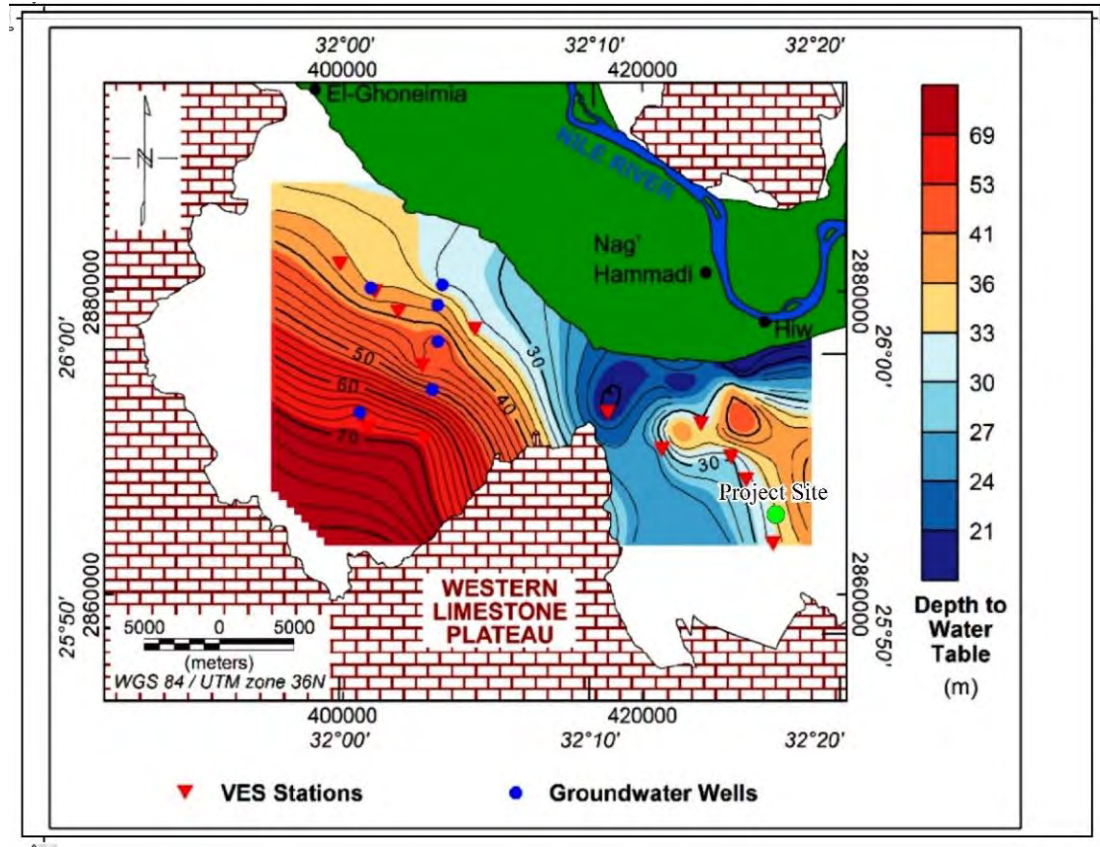 32°00' 32°10' 32°20'
400000 420000
El-Ghoneimia
N
NILE RIVER
Nag'
Hammadi
Hiw
2880000 2880000
26°00' 26°00'
50
60
70
40
30
30
Project Site
2860000 2860000
25°50' 25°50'
WESTERN
LIMESTONE
PLATEAU
5000 0 5000
(meters)
WGS 84 / UTM zone 36N
400000 420000
32°00' 32°10' 32°20'
69
53
41
36
33
30
27
24
21
Depth to
Water
Table
(m)
VES Stations Groundwater Wells